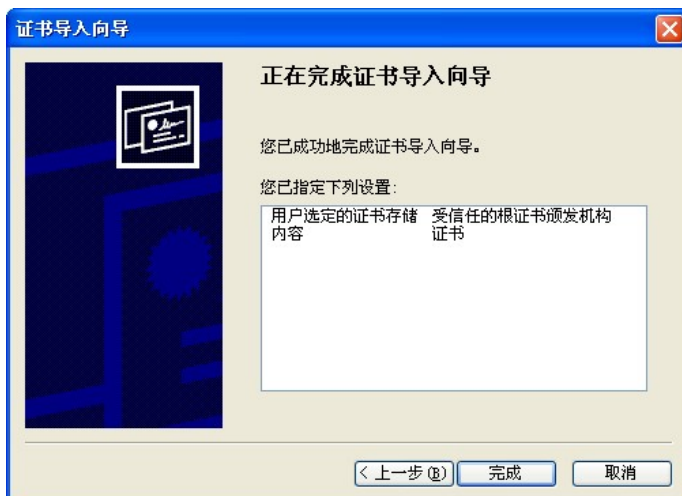 证书导入向导
正在完成证书导入向导
您已成功地完成证书导入向导。
您已指定下列设置:
用户选定的证书存储 受信任的根证书颁发机构
内容 证书
< 上一步(B) 完成 取消